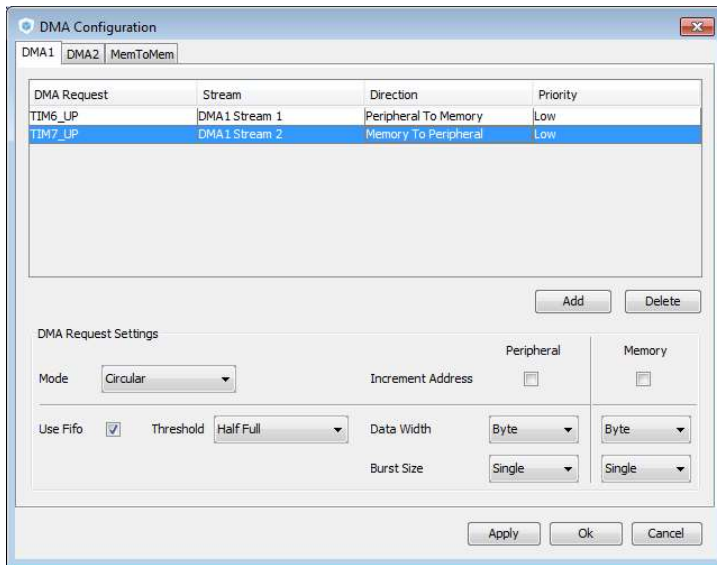 DMA Configuration
DMA1 DMA2 MemToMem
DMA Request Stream Direction Priority
TIM6_UP DMA1 Stream 1 Peripheral To Memory Low
TIM7_UP DMA1 Stream 2 Memory To Peripheral Low
Add Delete
DMA Request Settings
Peripheral Memory
Mode Circular Increment Address
Use Fifo Threshold Half Full Data Width Byte Byte
Burst Size Single Single
Apply Ok Cancel